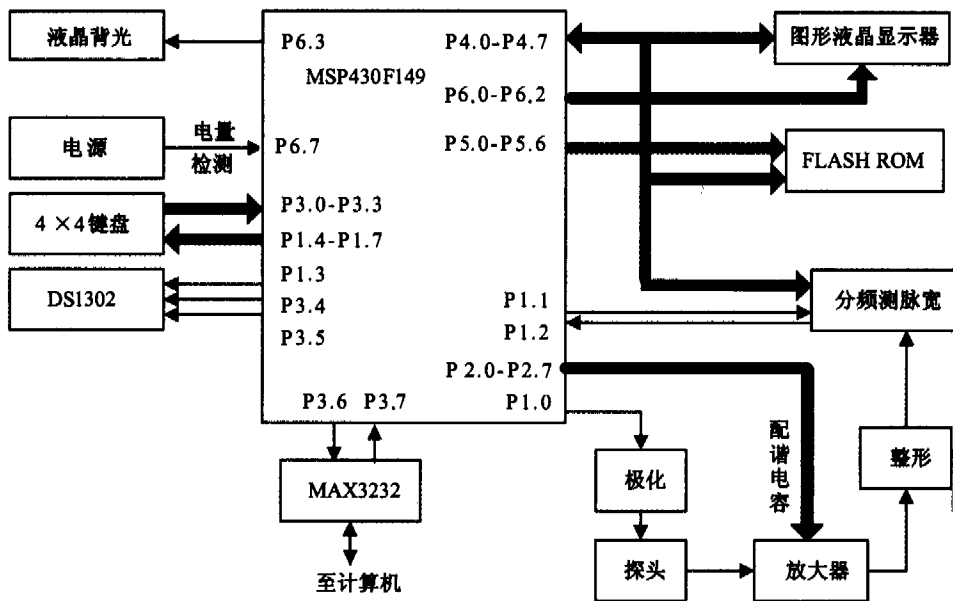 液晶背光
P6.3
MSP430F149
P4.0-P4.7
图形液晶显示器
P6.0-P6.2
电源
电量
检测
P6.7
P5.0-P5.6
FLASH ROM
4×4键盘
P3.0-P3.3
P1.4-P1.7
DS1302
P1.3
P3.4
P3.5
P1.1
P1.2
分频测脉宽
P2.0-P2.7
P1.0
P3.6 P3.7
MAX3232
至计算机
极化
配谐电容
整形
探头
放大器